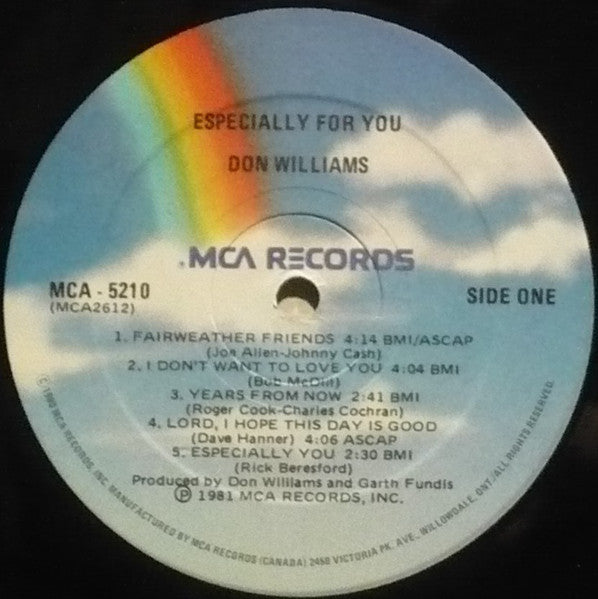 ESPECIALLY FOR YOU
DON WILLIAMS
MCA RECORDS
MCA - 5210
(MCA2612)
SIDE ONE
1. FAIRWEATHER FRIENDS 4:14 BMI/ASCAP
(Jon Allen-Johnny Cash)
2. I DON'T WANT TO LOVE YOU 4:04 BMI
(Bob McDill)
3. YEARS FROM NOW 2:41 BMI
(Roger Cook-Charles Cochran)
4. LORD, I HOPE THIS DAY IS GOOD
(Dave Hanner) 4:06 ASCAP
5. ESPECIALLY YOU 2:30 BMI
(Rick Beresford)
Produced by Don Williams and Garth Fundis
℗ 1981 MCA RECORDS, INC.
© 1980 MCA RECORDS, INC. MANUFACTURED BY MCA RECORDS (CANADA) 2450 VICTORIA PK. AVE., WILLOWDALE, ONT./ALL RIGHTS RESERVED.